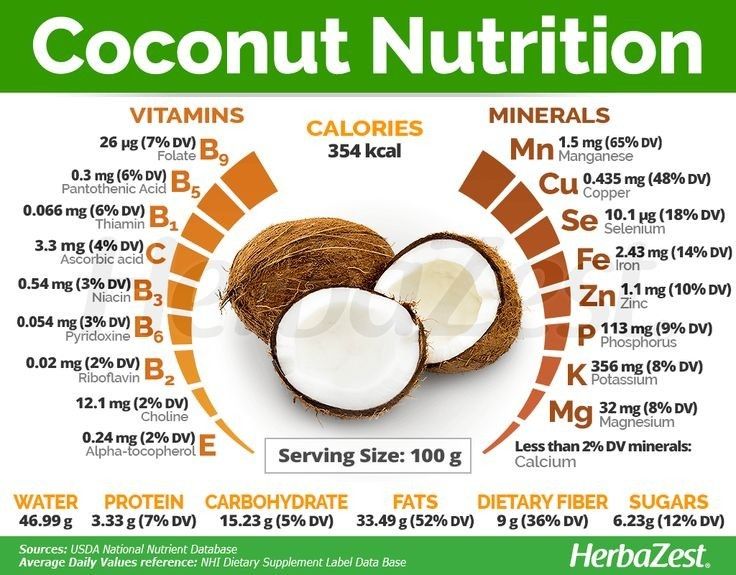 Coconut Nutrition
VITAMINS
26 µg (7% DV)
Folate B9
0.3 mg (6% DV)
Pantothenic Acid B5
0.066 mg (6% DV)
Thiamin B1
3.3 mg (4% DV)
Ascorbic acid C
0.54 mg (3% DV)
Niacin B3
0.054 mg (3% DV)
Pyridoxine B6
0.02 mg (2% DV)
Riboflavin B2
12.1 mg (2% DV)
Choline
0.24 mg (2% DV)
Alpha-tocopherol E
CALORIES
354 kcal
MINERALS
Mn 1.5 mg (65% DV)
Manganese
Cu 0.435 mg (48% DV)
Copper
Se 10.1 µg (18% DV)
Selenium
Fe 2.43 mg (14% DV)
Iron
Zn 1.1 mg (10% DV)
Zinc
P 113 mg (9% DV)
Phosphorus
K 356 mg (8% DV)
Potassium
Mg 32 mg (8% DV)
Magnesium
Less than 2% DV minerals:
Calcium
HerbaZest
Serving Size: 100 g
WATER PROTEIN CARBOHYDRATE FATS DIETARY FIBER SUGARS
46.99 g 3.33 g (7% DV) 15.23 g (5% DV) 33.49 g (52% DV) 9 g (36% DV) 6.23g (12% DV)
Sources: USDA National Nutrient Database
Average Daily Values reference: NHI Dietary Supplement Label Data Base
HerbaZest®